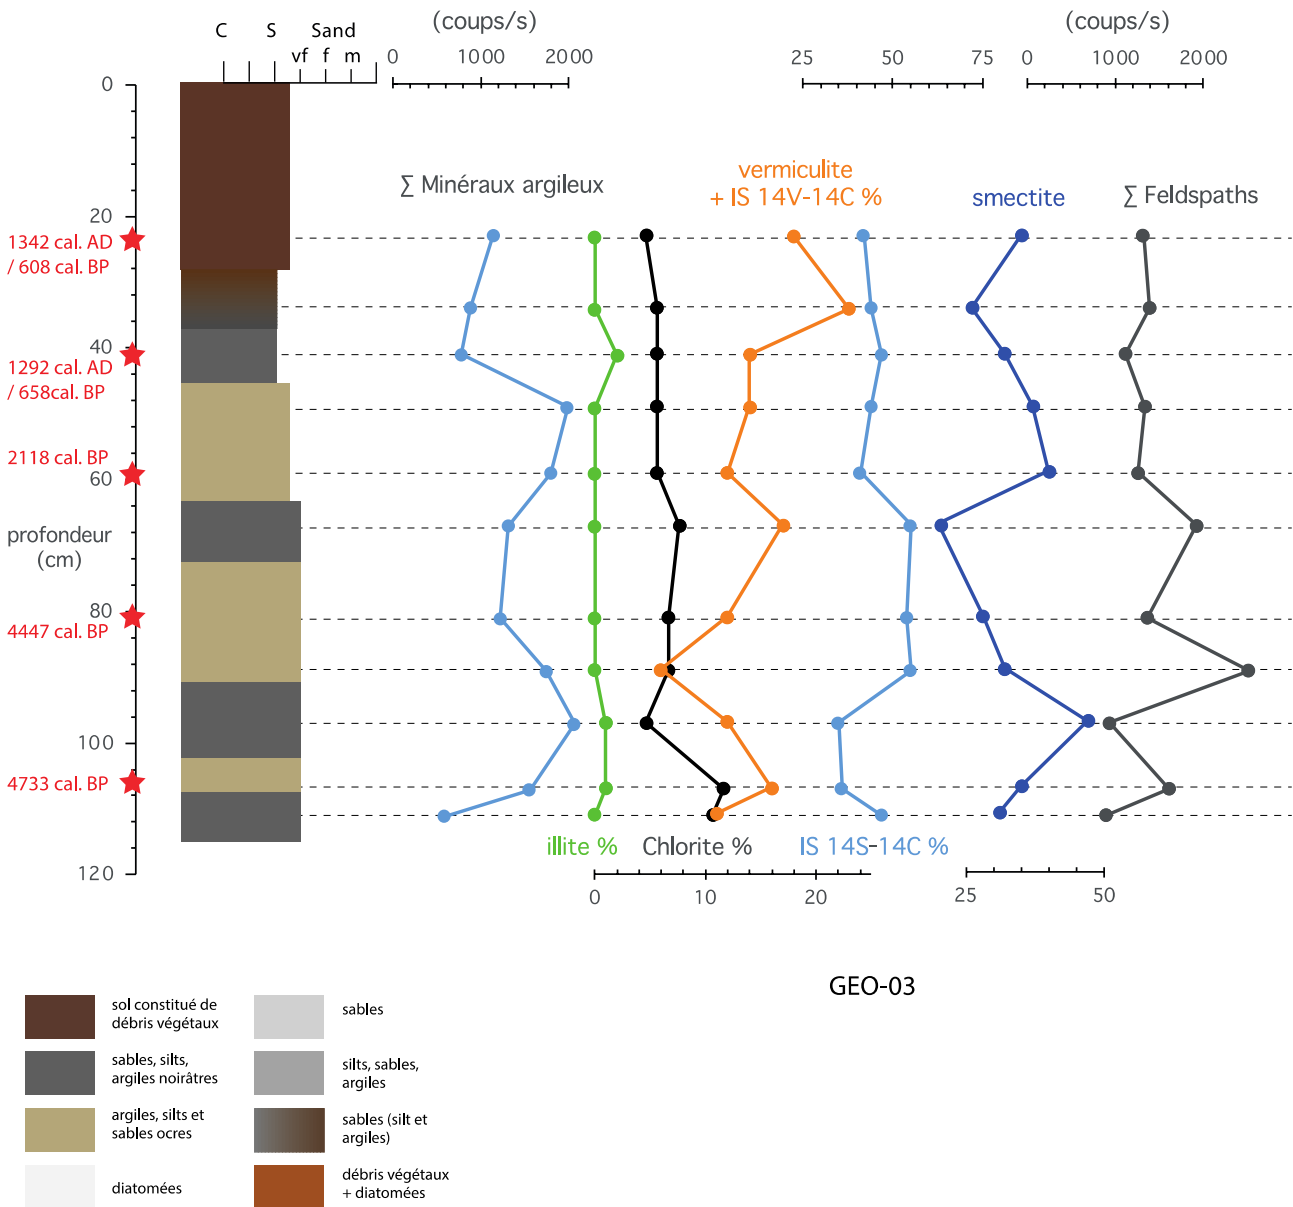 (coups/s)
(coups/s)
C S Sand
vf f m
0 1000 2000
25 50 75
0 1000 2000
0
20
40
60
80
100
120
profondeur
(cm)
1342 cal. AD
/ 608 cal. BP
1292 cal. AD
/ 658cal. BP
2118 cal. BP
4447 cal. BP
4733 cal. BP
∑ Minéraux argileux
vermiculite
+ IS 14V-14C %
smectite
∑ Feldspaths
illite %
Chlorite %
IS 14S-14C %
0 10 20
25 50
GEO-03
sol constitué de
débris végétaux
sables, silts,
argiles noirâtres
argiles, silts et
sables ocres
diatomées
sables
silts, sables,
argiles
sables (silt et
argiles)
débris végétaux
+ diatomées